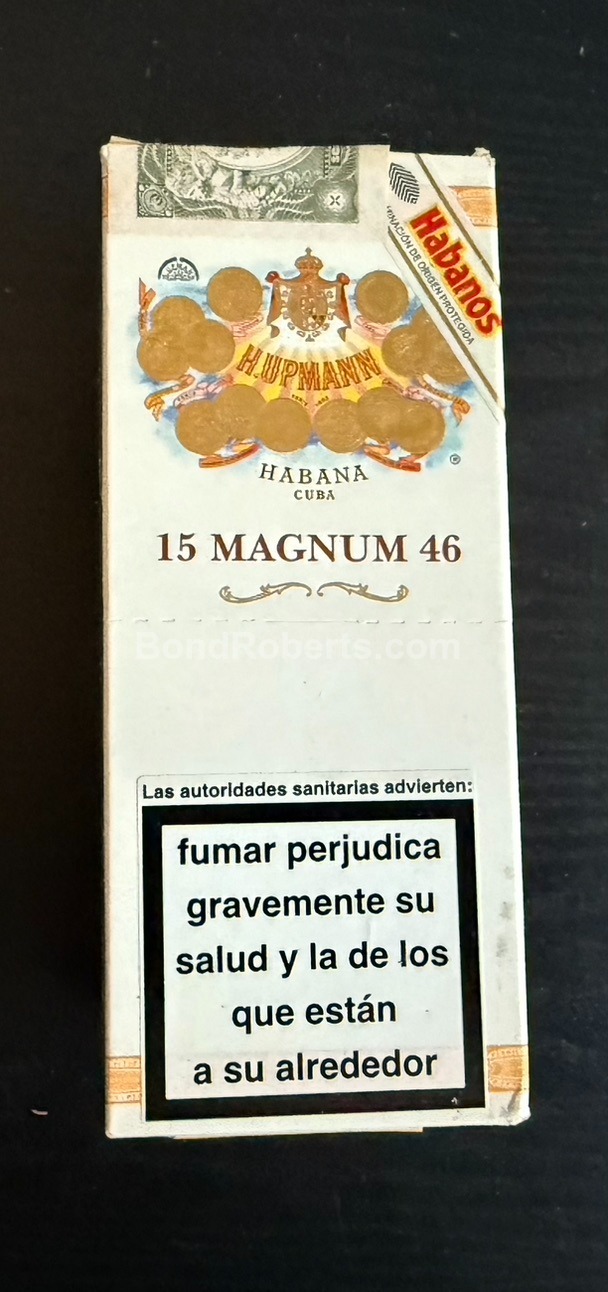 Habanos
DENOMINACIÓN DE ORIGEN PROTEGIDA
H. UPMANN
HABANA
CUBA
15 MAGNUM 46
BondRoberts.com
Las autoridades sanitarias advierten:
fumar perjudica
gravemente su
salud y la de los
que están
a su alrededor